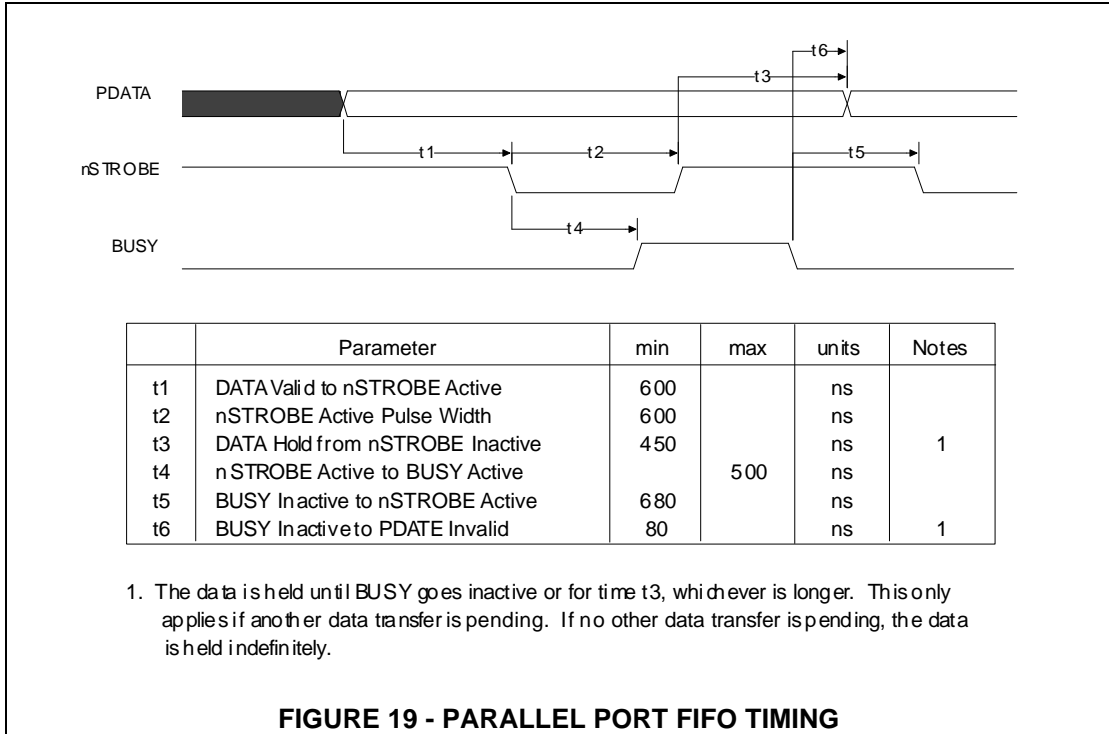 t6
t3
PDATA
t1
t2
t5
nSTROBE
t4
BUSY
Parameter min max units Notes
t1 DATA Valid to nSTROBE Active 600 ns
t2 nSTROBE Active Pulse Width 600 ns
t3 DATA Hold from nSTROBE Inactive 450 ns 1
t4 nSTROBE Active to BUSY Active 500 ns
t5 BUSY Inactive to nSTROBE Active 680 ns
t6 BUSY Inactive to PDATE Invalid 80 ns 1
1. The data is held until BUSY goes inactive or for time t3, whichever is longer. This only
applies if another data transfer is pending. If no other data transfer is pending, the data
is held indefinitely.
FIGURE 19 - PARALLEL PORT FIFO TIMING